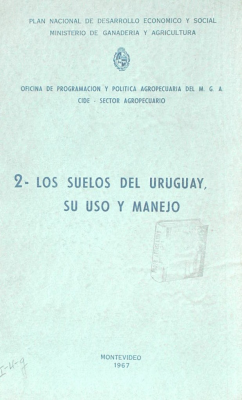 PLAN NACIONAL DE DESARROLLO ECONOMICO Y SOCIAL
MINISTERIO DE GANADERIA Y AGRICULTURA
OFICINA DE PROGRAMACION Y POLITICA AGROPECUARIA DEL M. G. A.
CIDE - SECTOR AGROPECUARIO
2- LOS SUELOS DEL URUGUAY,
SU USO Y MANEJO
MONTEVIDEO
1967